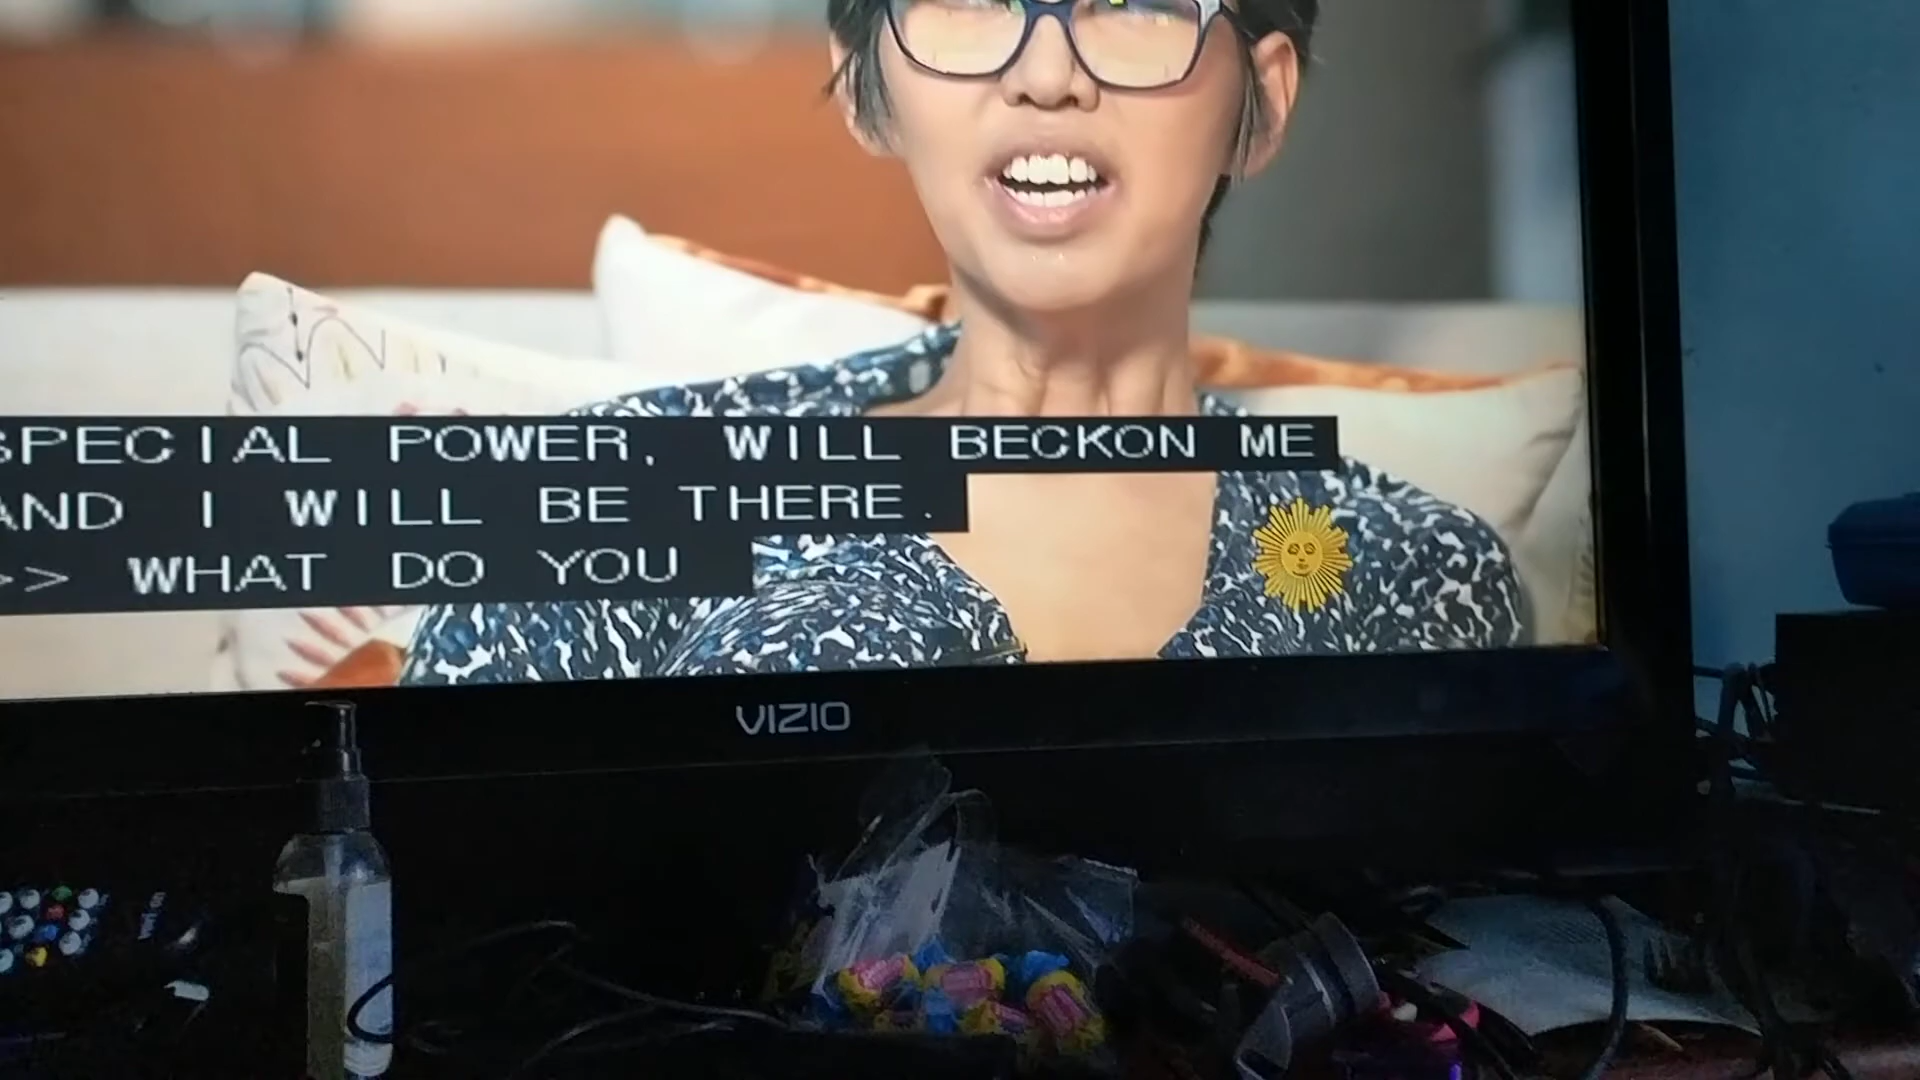 SPECIAL POWER, WILL BECKON ME
AND I WILL BE THERE.
>> WHAT DO YOU
VIZIO